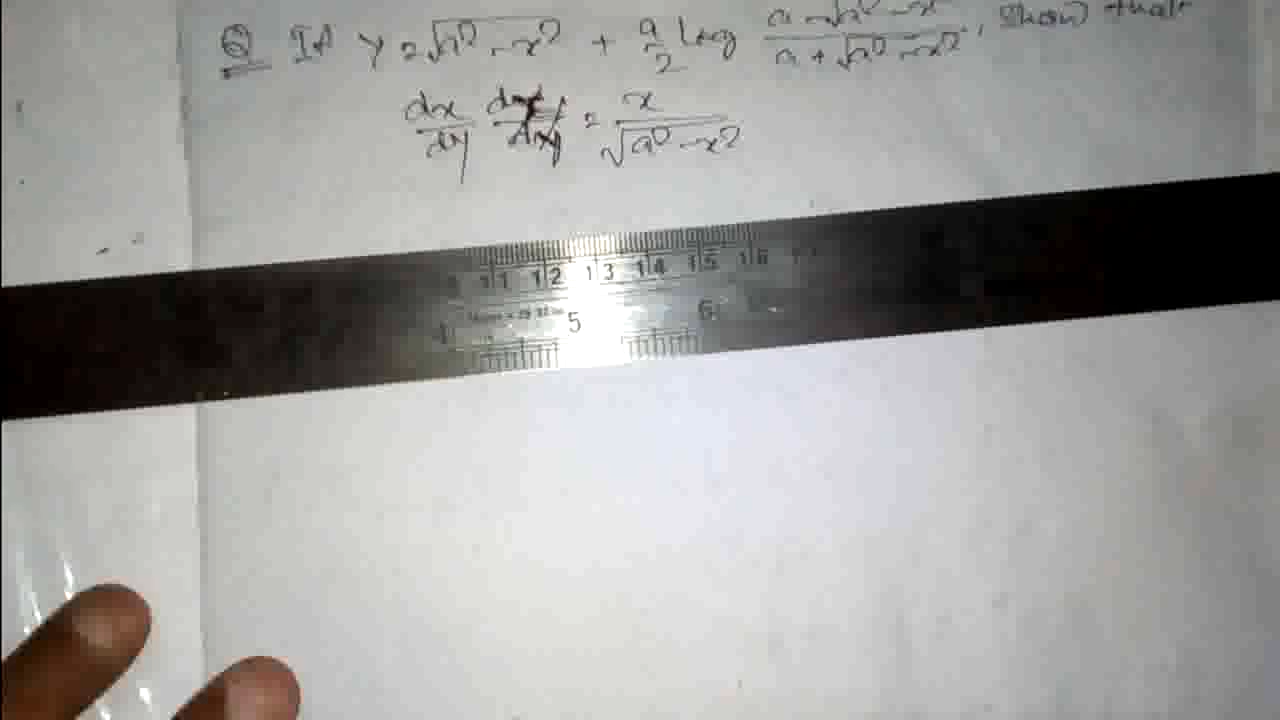 Q If y = √a² - x² + a/2 log a - √a² - x² / a + √a² - x², Show that
dx/dy = x / √a² - x²
11 12 13 14 15 16
5 6